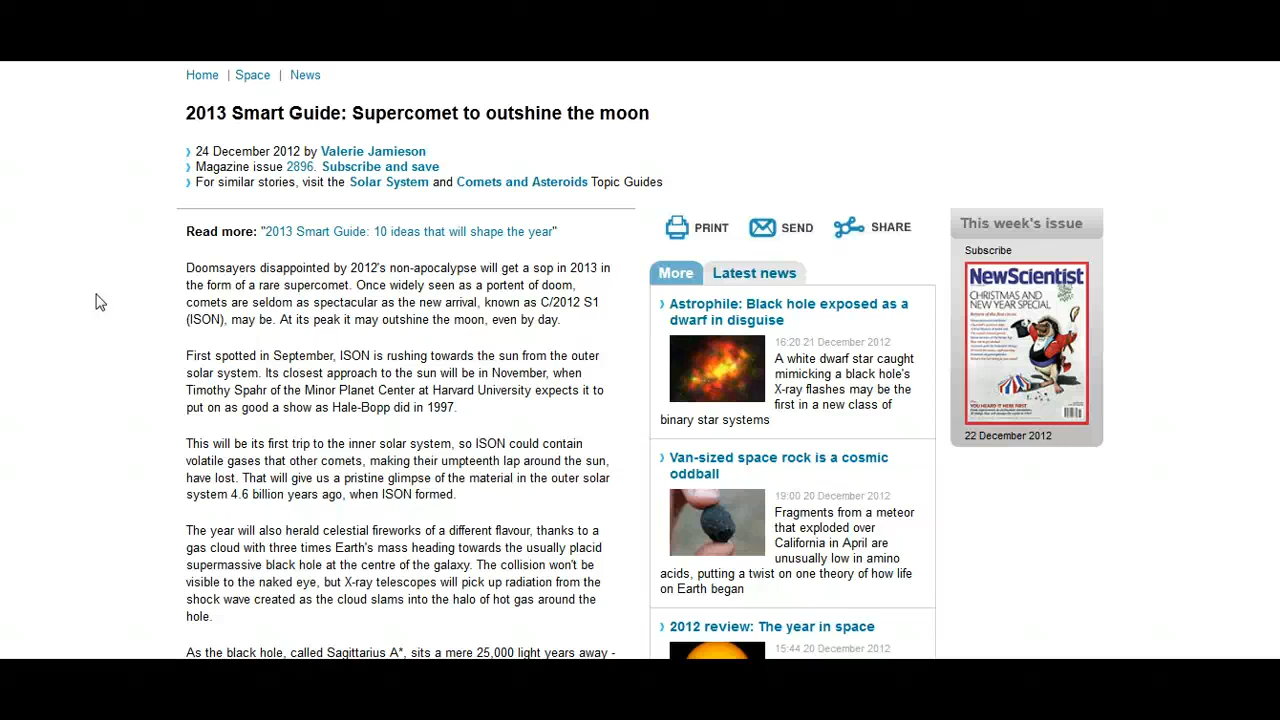 Home | Space | News
2013 Smart Guide: Supercomet to outshine the moon
24 December 2012 by Valerie Jamieson
Magazine issue 2896. Subscribe and save
For similar stories, visit the Solar System and Comets and Asteroids Topic Guides
Read more: "2013 Smart Guide: 10 ideas that will shape the year"
Doomsayers disappointed by 2012's non-apocalypse will get a sop in 2013 in
the form of a rare supercomet. Once widely seen as a portent of doom,
comets are seldom as spectacular as the new arrival, known as C/2012 S1
(ISON), may be. At its peak it may outshine the moon, even by day.
First spotted in September, ISON is rushing towards the sun from the outer
solar system. Its closest approach to the sun will be in November, when
Timothy Spahr of the Minor Planet Center at Harvard University expects it to
put on as good a show as Hale-Bopp did in 1997.
This will be its first trip to the inner solar system, so ISON could contain
volatile gases that other comets, making their umpteenth lap around the sun,
have lost. That will give us a pristine glimpse of the material in the outer solar
system 4.6 billion years ago, when ISON formed.
The year will also herald celestial fireworks of a different flavour, thanks to a
gas cloud with three times Earth's mass heading towards the usually placid
supermassive black hole at the centre of the galaxy. The collision won't be
visible to the naked eye, but X-ray telescopes will pick up radiation from the
shock wave created as the cloud slams into the halo of hot gas around the
hole.
As the black hole, called Sagittarius A*, sits a mere 25,000 light years away -
PRINT SEND SHARE
More Latest news
Astrophile: Black hole exposed as a
dwarf in disguise
16:20 21 December 2012
A white dwarf star caught
mimicking a black hole's
X-ray flashes may be the
first in a new class of
binary star systems
Van-sized space rock is a cosmic
oddball
19:00 20 December 2012
Fragments from a meteor
that exploded over
California in April are
unusually low in amino
acids, putting a twist on one theory of how life
on Earth began
2012 review: The year in space
15:44 20 December 2012
This week's issue
Subscribe
NewScientist
CHRISTMAS AND
NEW YEAR SPECIAL
YOU HEARD IT HERE FIRST
22 December 2012